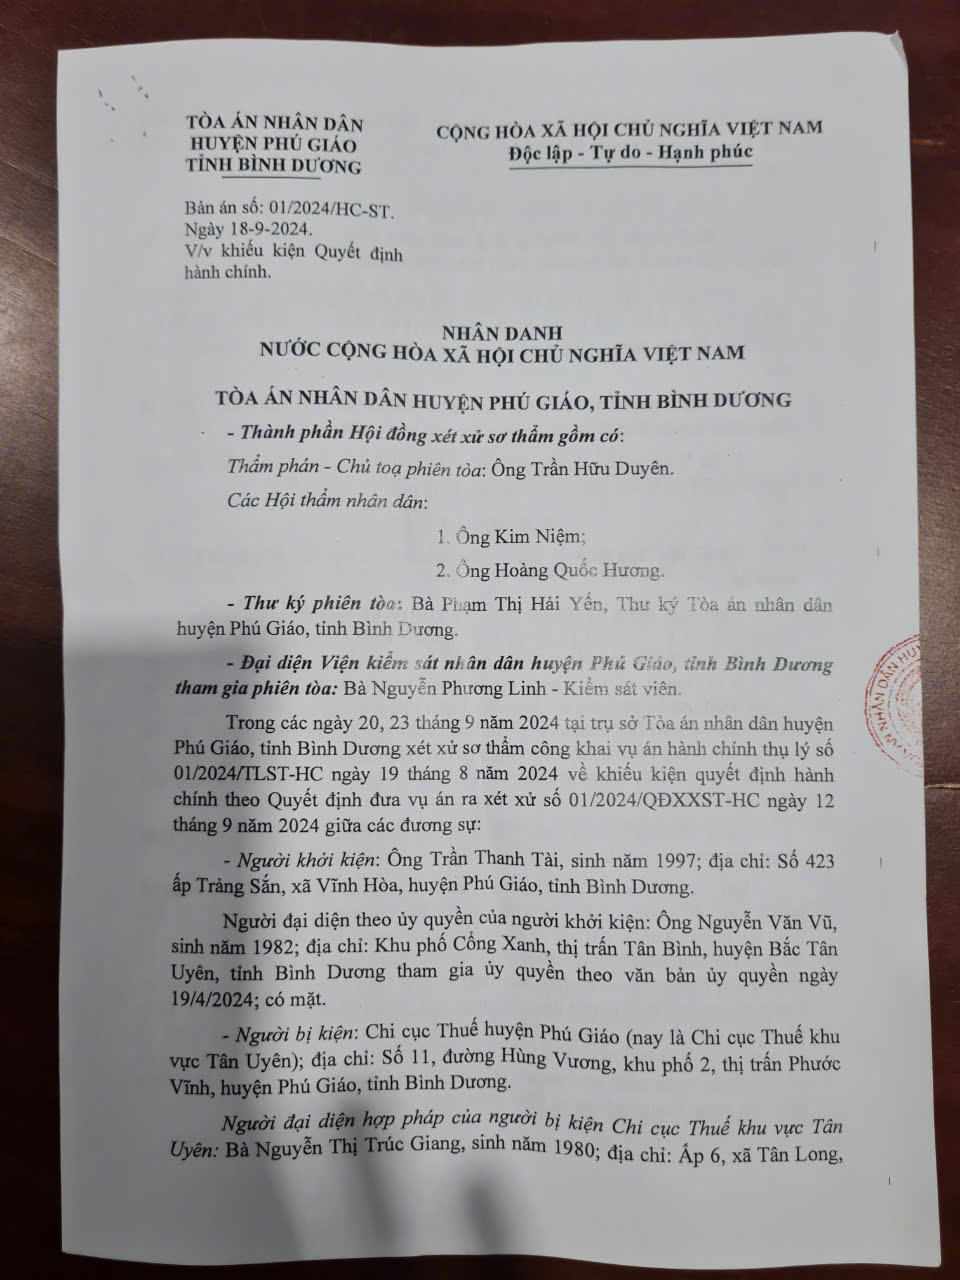 TÒA ÁN NHÂN DÂN
HUYỆN PHÚ GIÁO
TỈNH BÌNH DƯƠNG
CỘNG HÒA XÃ HỘI CHỦ NGHĨA VIỆT NAM
Độc lập - Tự do - Hạnh phúc
Bản án số: 01/2024/HC-ST.
Ngày 18-9-2024.
V/v khiếu kiện Quyết định
hành chính.
NHÂN DANH
NƯỚC CỘNG HÒA XÃ HỘI CHỦ NGHĨA VIỆT NAM
TÒA ÁN NHÂN DÂN HUYỆN PHÚ GIÁO, TỈNH BÌNH DƯƠNG
- Thành phần Hội đồng xét xử sơ thẩm gồm có:
Thẩm phán - Chủ toạ phiên tòa: Ông Trần Hữu Duyên.
Các Hội thẩm nhân dân:
1. Ông Kim Niệm;
2. Ông Hoàng Quốc Hương.
- Thư ký phiên tòa: Bà Phạm Thị Hải Yến, Thư ký Tòa án nhân dân
huyện Phú Giáo, tỉnh Bình Dương.
- Đại diện Viện kiểm sát nhân dân huyện Phú Giáo, tỉnh Bình Dương
tham gia phiên tòa: Bà Nguyễn Phương Linh - Kiểm sát viên.
Trong các ngày 20, 23 tháng 9 năm 2024 tại trụ sở Tòa án nhân dân huyện
Phú Giáo, tỉnh Bình Dương xét xử sơ thẩm công khai vụ án hành chính thụ lý số
01/2024/TLST-HC ngày 19 tháng 8 năm 2024 về khiếu kiện quyết định hành
chính theo Quyết định đưa vụ án ra xét xử số 01/2024/QĐXXST-HC ngày 12
tháng 9 năm 2024 giữa các đương sự:
- Người khởi kiện: Ông Trần Thanh Tài, sinh năm 1997; địa chỉ: Số 423
ấp Trảng Sắn, xã Vĩnh Hòa, huyện Phú Giáo, tỉnh Bình Dương.
Người đại diện theo ủy quyền của người khởi kiện: Ông Nguyễn Văn Vũ,
sinh năm 1982; địa chỉ: Khu phố Cổng Xanh, thị trấn Tân Bình, huyện Bắc Tân
Uyên, tỉnh Bình Dương tham gia ủy quyền theo văn bản ủy quyền ngày
19/4/2024; có mặt.
- Người bị kiện: Chi cục Thuế huyện Phú Giáo (nay là Chi cục Thuế khu
vực Tân Uyên); địa chỉ: Số 11, đường Hùng Vương, khu phố 2, thị trấn Phước
Vĩnh, huyện Phú Giáo, tỉnh Bình Dương.
Người đại diện hợp pháp của người bị kiện Chi cục Thuế khu vực Tân
Uyên: Bà Nguyễn Thị Trúc Giang, sinh năm 1980; địa chỉ: Ấp 6, xã Tân Long,